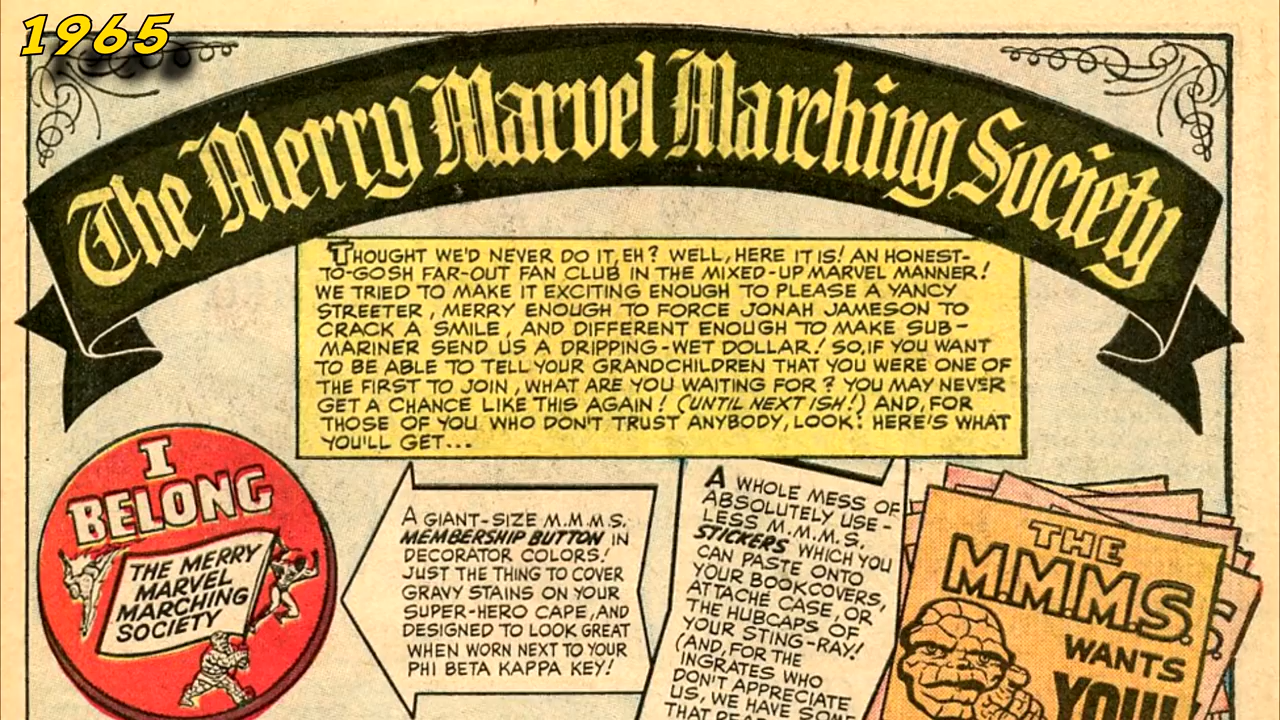 1965
The Merry Marvel Marching Society
THOUGHT WE'D NEVER DO IT, EH? WELL, HERE IT IS! AN HONEST-
TO-GOSH FAR-OUT FAN CLUB IN THE MIXED-UP MARVEL MANNER!
WE TRIED TO MAKE IT EXCITING ENOUGH TO PLEASE A YANCY
STREETER, MERRY ENOUGH TO FORCE JONAH JAMESON TO
CRACK A SMILE, AND DIFFERENT ENOUGH TO MAKE SUB-
MARINER SEND US A DRIPPING-WET DOLLAR! SO, IF YOU WANT
TO BE ABLE TO TELL YOUR GRANDCHILDREN THAT YOU WERE ONE OF
THE FIRST TO JOIN, WHAT ARE YOU WAITING FOR? YOU MAY NEVER
GET A CHANCE LIKE THIS AGAIN! (UNTIL NEXT ISH!) AND, FOR
THOSE OF YOU WHO DON'T TRUST ANYBODY, LOOK! HERE'S WHAT
YOU'LL GET...
I
BELONG
THE MERRY
MARVEL
MARCHING
SOCIETY
A GIANT-SIZE M.M.M.S.
MEMBERSHIP BUTTON IN
DECORATOR COLORS!
JUST THE THING TO COVER
GRAVY STAINS ON YOUR
SUPER-HERO CAPE, AND
DESIGNED TO LOOK GREAT
WHEN WORN NEXT TO YOUR
PHI BETA KAPPA KEY!
A WHOLE MESS OF
ABSOLUTELY USE-
LESS M.M.M.S.
STICKERS WHICH YOU
CAN PASTE ONTO
YOUR BOOKCOVERS,
ATTACHE CASE, OR
THE HUBCAPS OF
YOUR STING-RAY!
(AND, FOR THE
INGRATES WHO
DON'T APPRECIATE
US, WE HAVE SOME
THAT
THE
M.M.M.S.
WANTS
YOU!